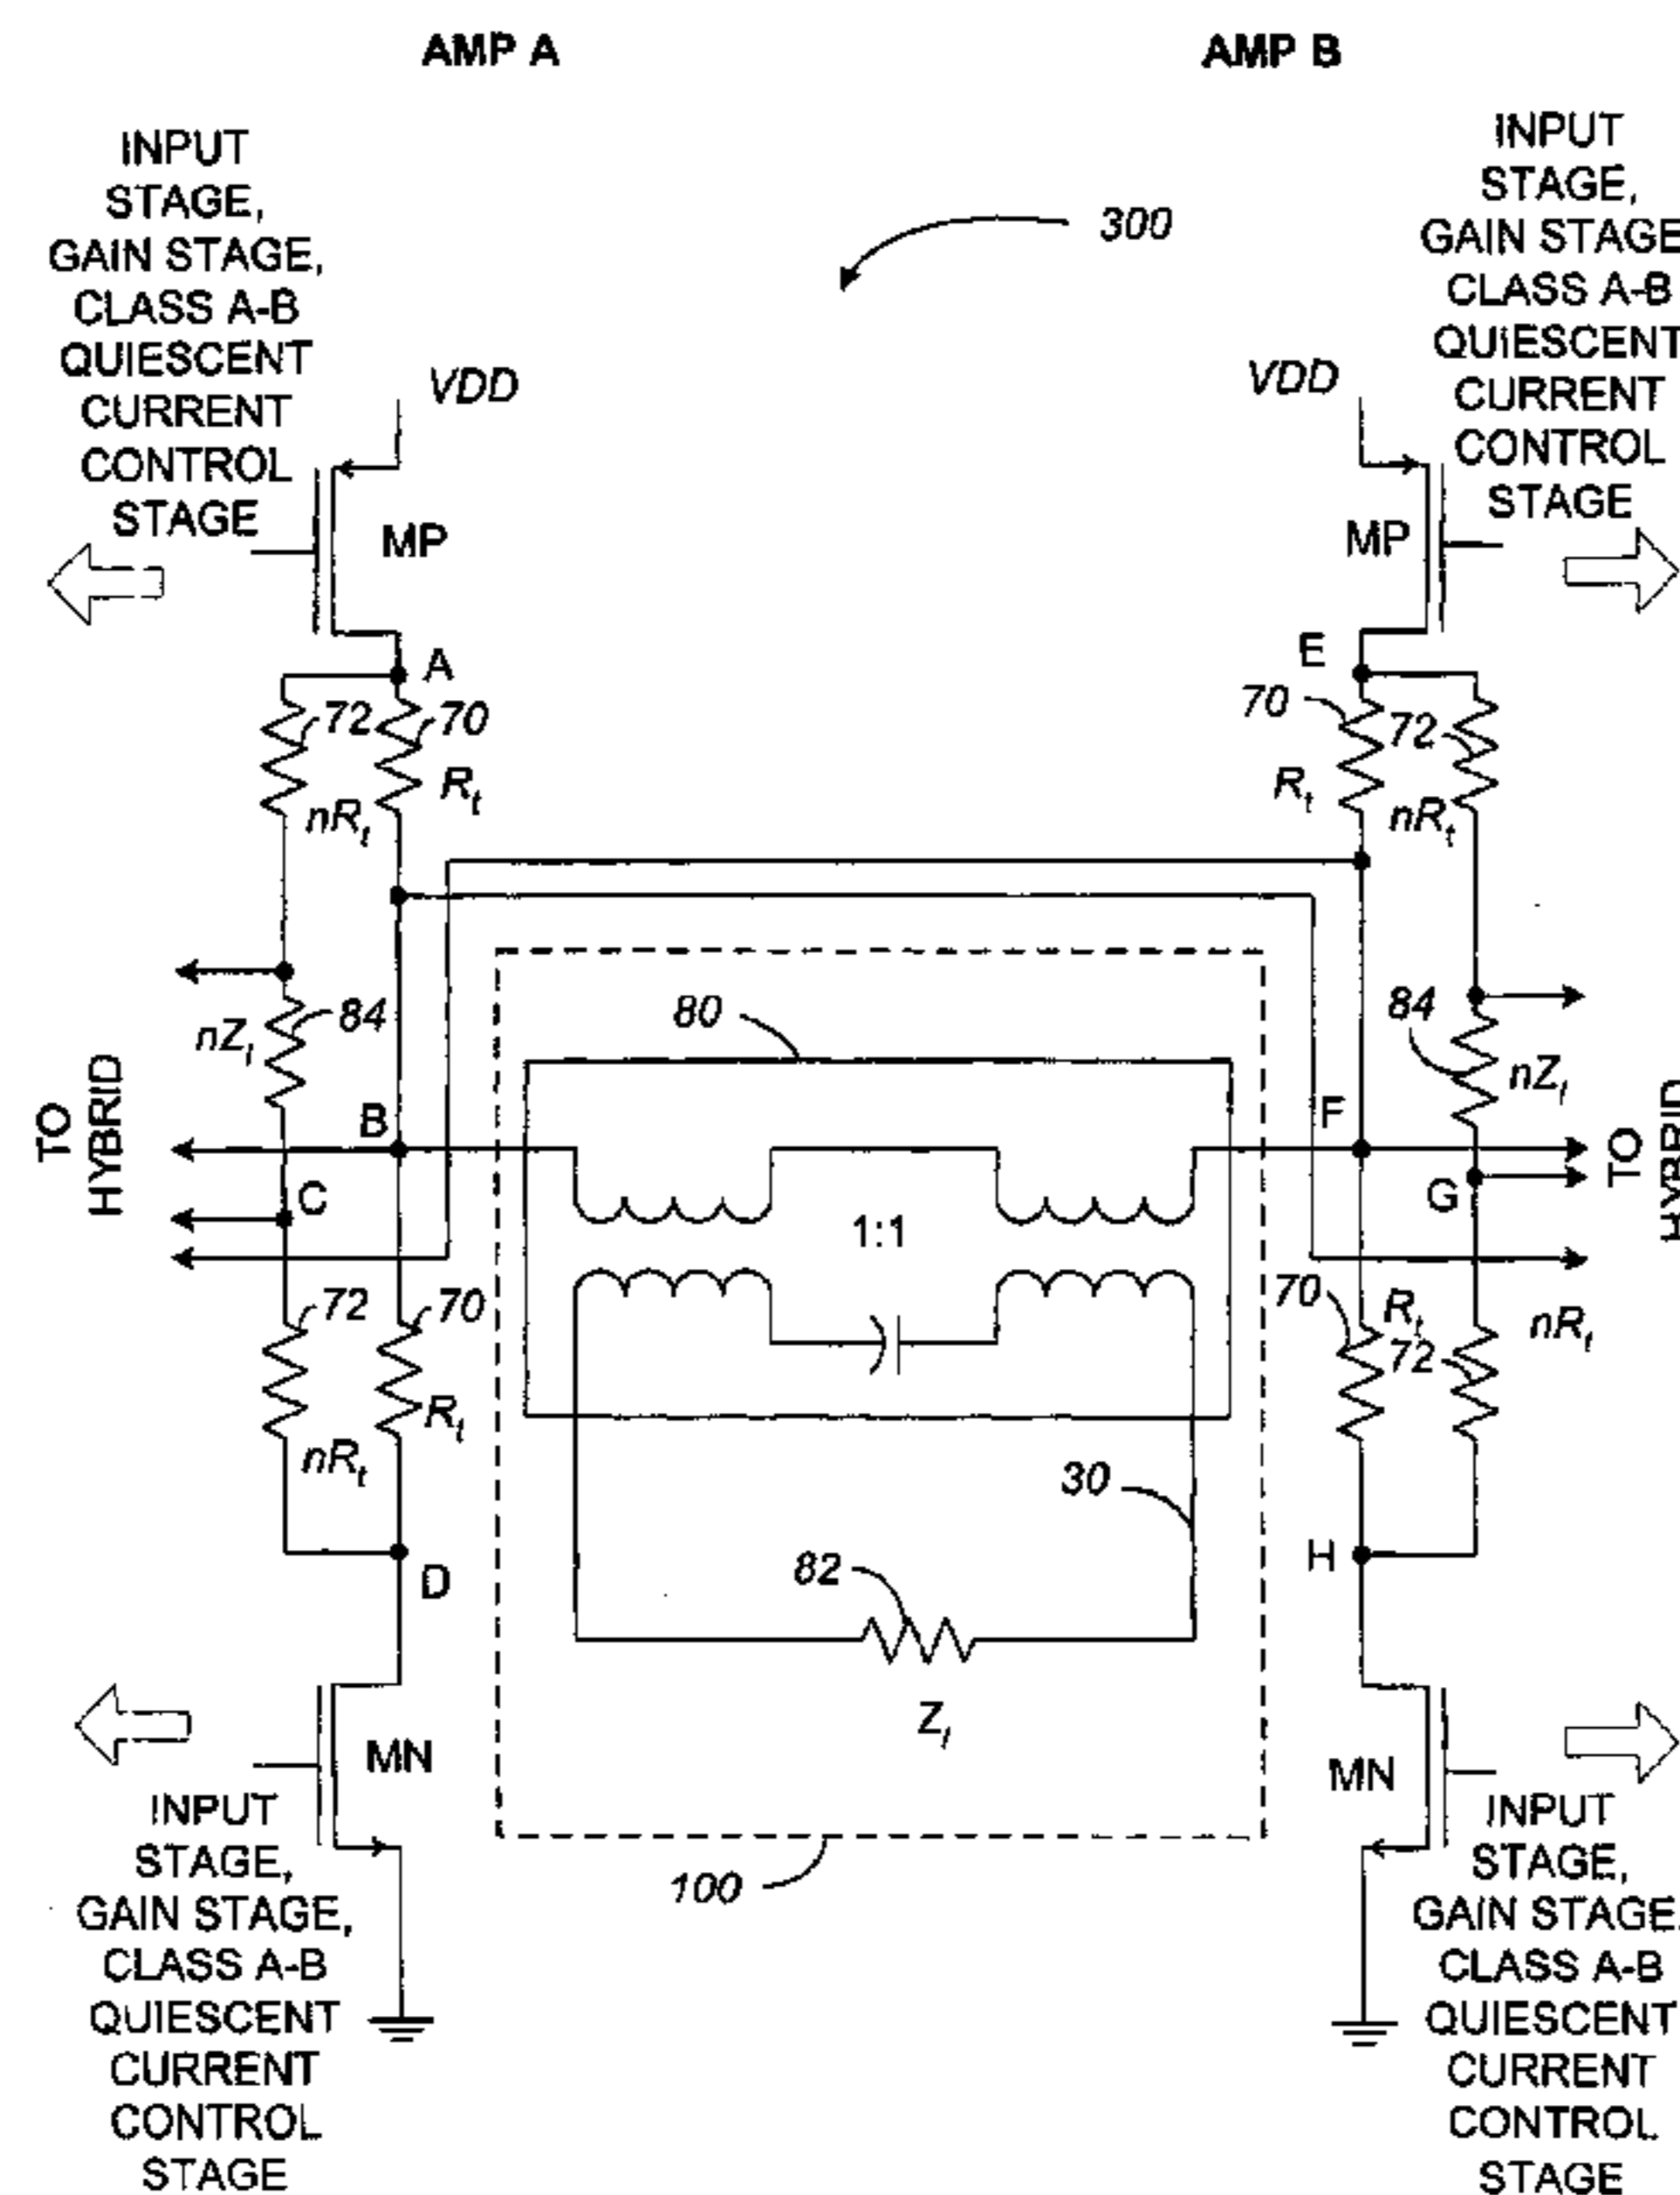 AMP A
AMP B
INPUT
STAGE,
GAIN STAGE,
CLASS A-B
QUIESCENT
CURRENT
CONTROL
STAGE
INPUT
STAGE,
GAIN STAGE
CLASS A-B
QUIESCENT
CURRENT
CONTROL
STAGE
300
VDD
VDD
MP
MP
A
E
72
70
70
72
nRt
Rt
Rt
nRt
84
80
84
nZl
nZl
TO
HYBRID
B
F
TO
HYBRID
C
G
1:1
72
70
70
Rt
72
nRt
nRt
Rt
30
D
H
82
Zl
MN
MN
100
INPUT
STAGE,
GAIN STAGE,
CLASS A-B
QUIESCENT
CURRENT
CONTROL
STAGE
INPUT
STAGE,
GAIN STAGE,
CLASS A-B
QUIESCENT
CURRENT
CONTROL
STAGE